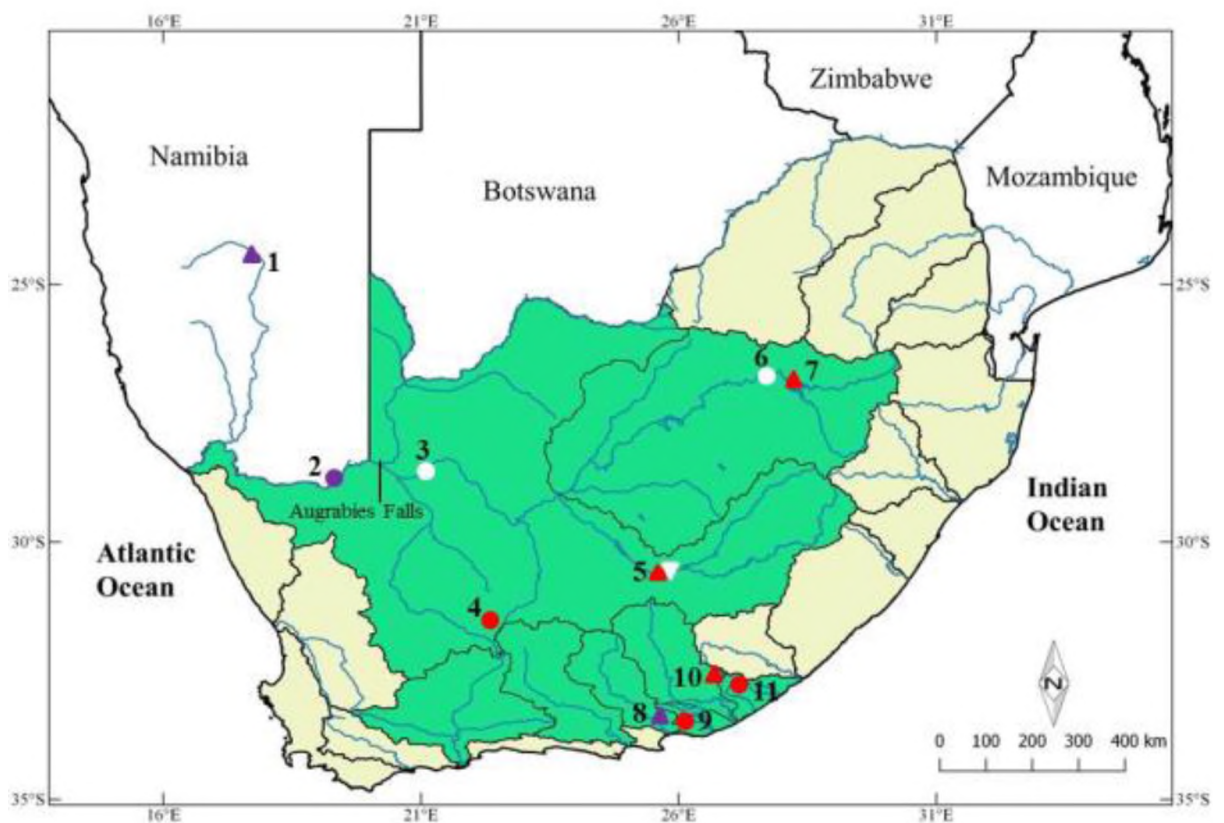 16°E 21°E 26°E 31°E
Zimbabwe
Namibia
Botswana
Mozambique
1
25°S 25°S
6
7
2
3
Augrabies Falls
Indian
Ocean
30°S 30°S
Atlantic
Ocean
5
4
10
11
8
9
N
0 100 200 300 400 km
35°S 35°S
16°E 21°E 26°E 31°E